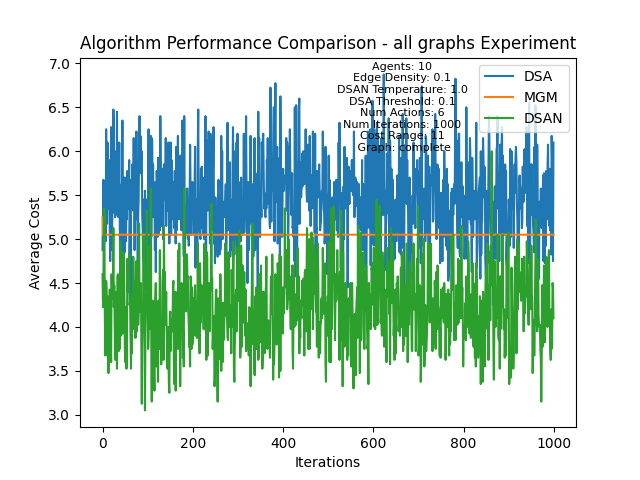 Algorithm Performance Comparison - all graphs Experiment
Agents: 10
Edge Density: 0.1
DSAN Temperature: 1.0
DSA Threshold: 0.1
Num Actions: 6
Num Iterations: 1000
Cost Range: 11
Graph: complete
DSA
MGM
DSAN
Average Cost
7.0
6.5
6.0
5.5
5.0
4.5
4.0
3.5
3.0
0 200 400 600 800 1000
Iterations